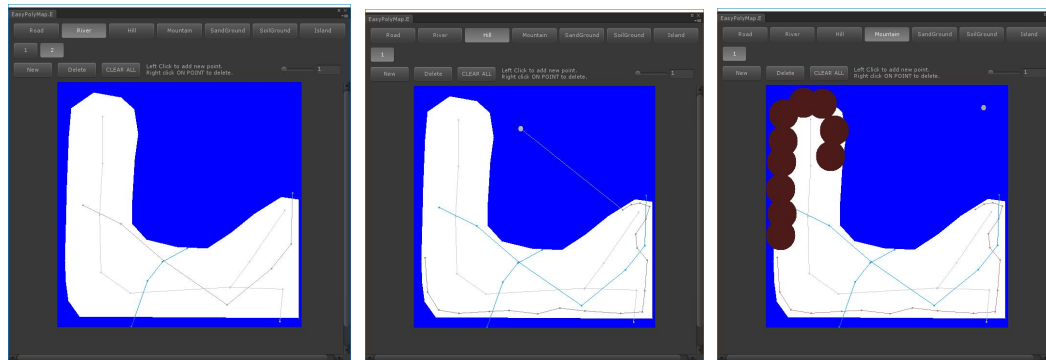 EasyPolyMap.E
Road River Hill Mountain SandGround SoilGround Island
1 2
New Delete CLEAR ALL Left Click to add new point.
Right click ON POINT to delete. 1
EasyPolyMap.E
Road River Hill Mountain SandGround SoilGround Island
1
New Delete CLEAR ALL Left Click to add new point.
Right click ON POINT to delete. 1
EasyPolyMap.E
Road River Hill Mountain SandGround SoilGround Island
1
New Delete CLEAR ALL Left Click to add new point.
Right click ON POINT to delete. 1